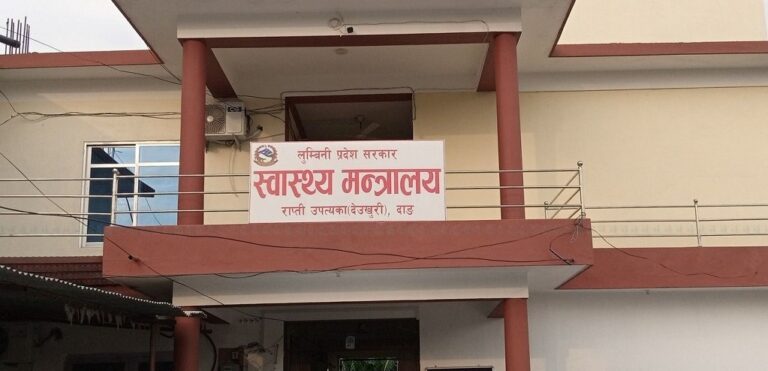 लुम्बिनी प्रदेश सरकार
स्वास्थ्य मन्त्रालय
राप्ती उपत्यका(देउखुरी), दाङ